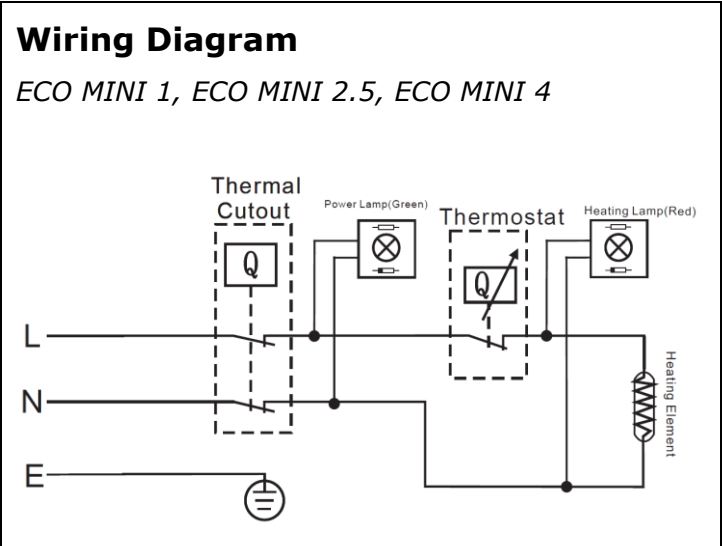 Wiring Diagram
ECO MINI 1, ECO MINI 2.5, ECO MINI 4
Thermal
Cutout
Power Lamp(Green)
Thermostat
Heating Lamp(Red)
Q
Q
L
N
E
Heating Element